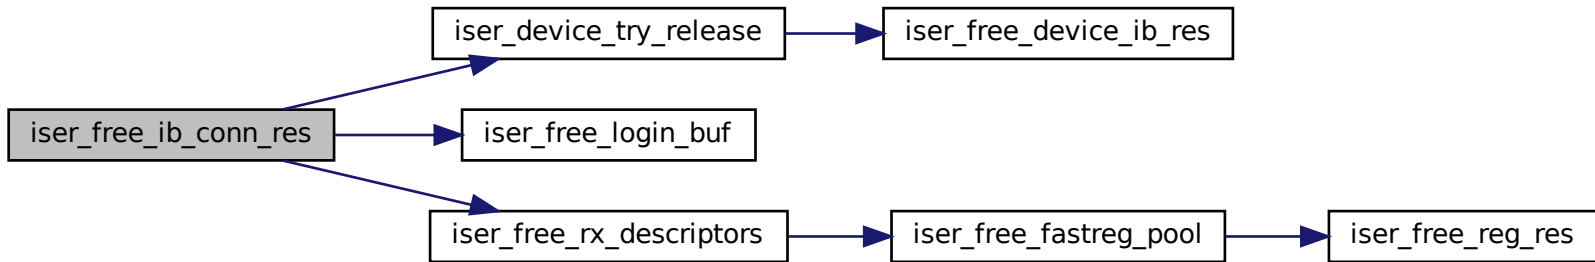 iser_device_try_release
iser_free_device_ib_res
iser_free_ib_conn_res
iser_free_login_buf
iser_free_rx_descriptors
iser_free_fastreg_pool
iser_free_reg_res